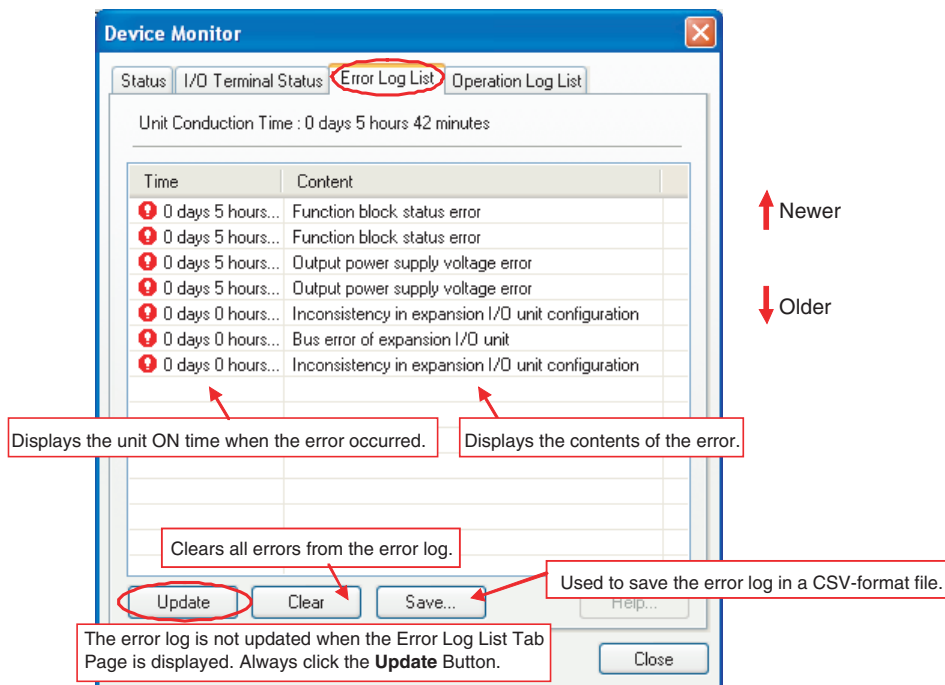 Device Monitor
Status
I/O Terminal Status
Error Log List
Operation Log List
Unit Conduction Time : 0 days 5 hours 42 minutes
Time Content
0 days 5 hours... Function block status error
0 days 5 hours... Function block status error
0 days 5 hours... Output power supply voltage error
0 days 5 hours... Output power supply voltage error
0 days 0 hours... Inconsistency in expansion I/O unit configuration
0 days 0 hours... Bus error of expansion I/O unit
0 days 0 hours... Inconsistency in expansion I/O unit configuration
Newer
Older
Displays the unit ON time when the error occurred.
Displays the contents of the error.
Clears all errors from the error log.
Used to save the error log in a CSV-format file.
Update
Clear
Save...
Help...
The error log is not updated when the Error Log List Tab
Page is displayed. Always click the Update Button.
Close